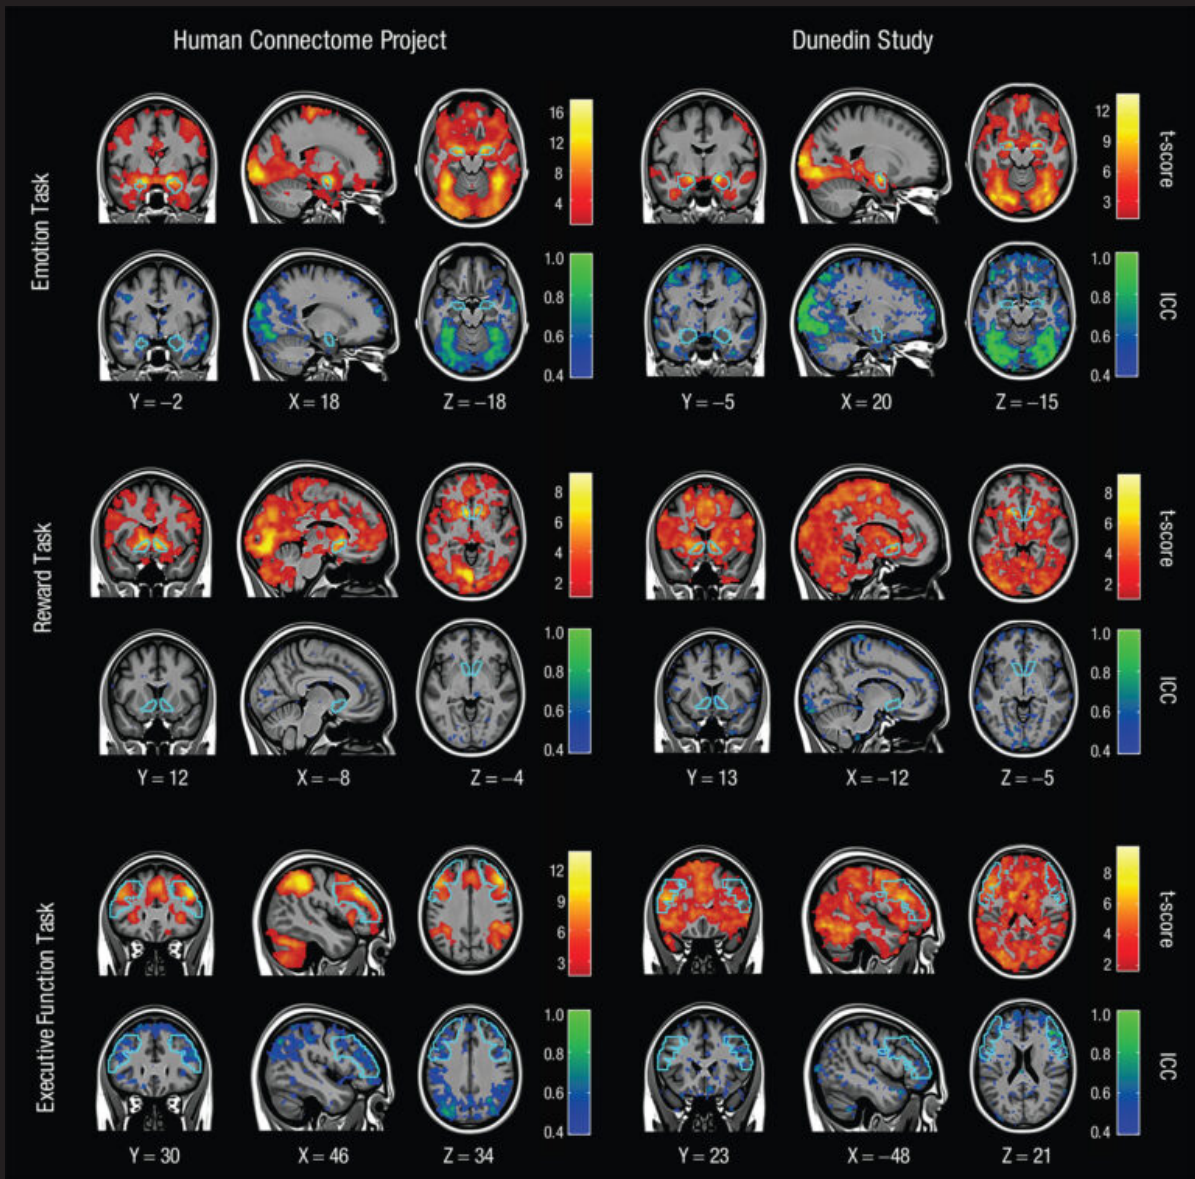 Human Connectome Project
Dunedin Study
Emotion Task
16
12
8
4
12
9
6
3
t-score
1.0
0.8
0.6
0.4
1.0
0.8
0.6
0.4
ICC
Y = −2
X = 18
Z = −18
Y = −5
X = 20
Z = −15
Reward Task
8
6
4
2
8
6
4
2
t-score
1.0
0.8
0.6
0.4
1.0
0.8
0.6
0.4
ICC
Y = 12
X = −8
Z = −4
Y = 13
X = −12
Z = −5
Executive Function Task
12
9
6
3
8
6
4
2
t-score
1.0
0.8
0.6
0.4
1.0
0.8
0.6
0.4
ICC
Y = 30
X = 46
Z = 34
Y = 23
X = −48
Z = 21